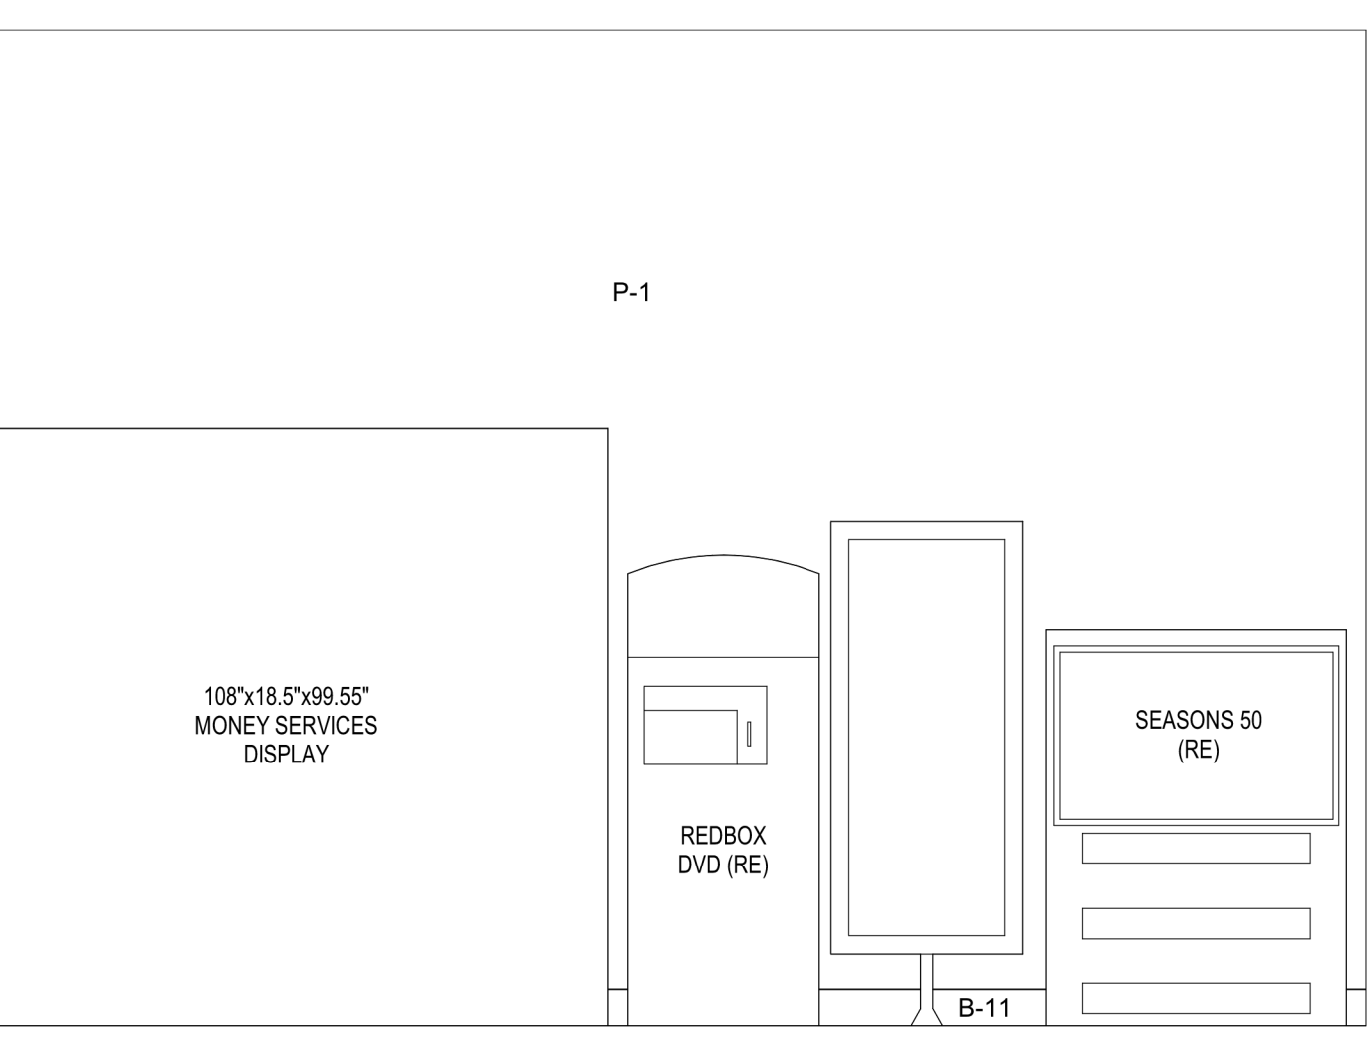 P-1
108"x18.5"x99.55"
MONEY SERVICES
DISPLAY
REDBOX
DVD (RE)
SEASONS 50
(RE)
B-11